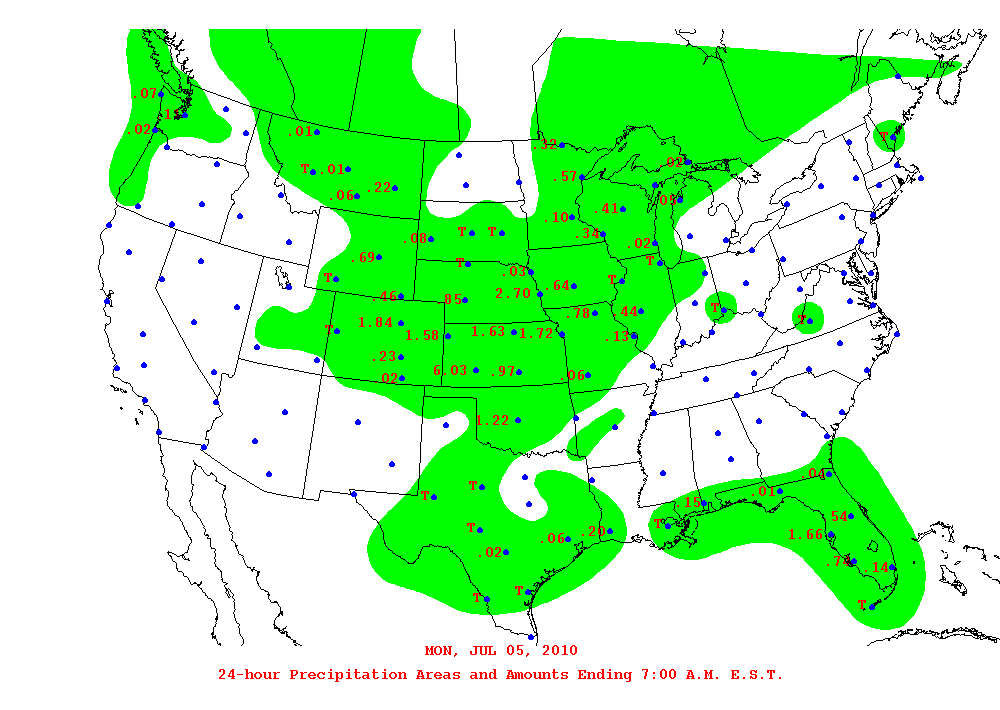 .07
.02
.01
T .01
.06 .22
.32
.57
.02
.05
T
.10 .41
.34
.02
.08 T T
.69
T
T
.03
T
T
.46 .85 2.70 .64
.78 .44
T
T
T 1.84
1.58 1.63 1.72 .13
.23
.02 6.03 .97 .06
1.22
T T
.04
.01
.15
T
.54
1.66
T
.02 .06 .20
.14
T T
T
MON, JUL 05, 2010
24-hour Precipitation Areas and Amounts Ending 7:00 A.M. E.S.T.